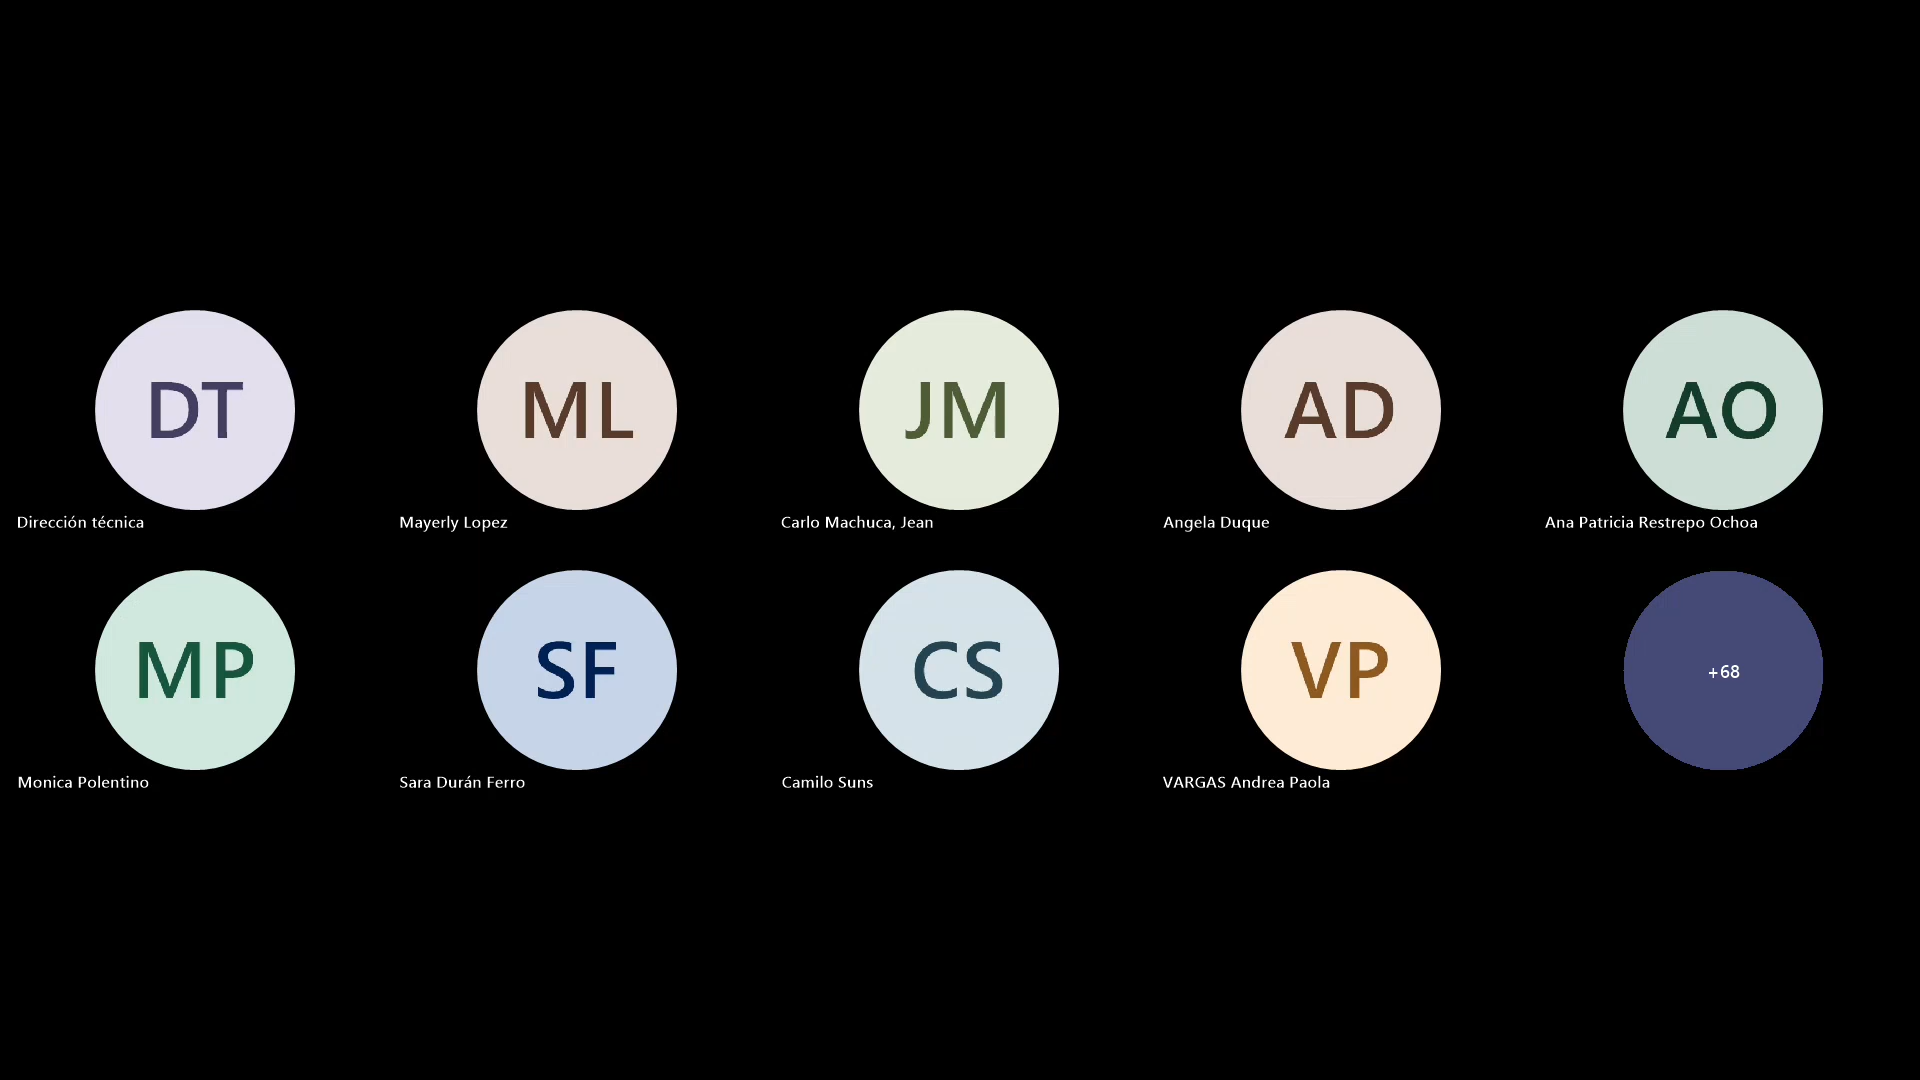 DT
ML
JM
AD
AO
Dirección técnica
Mayerly Lopez
Carlo Machuca, Jean
Angela Duque
Ana Patricia Restrepo Ochoa
MP
SF
CS
VP
+68
Monica Polentino
Sara Durán Ferro
Camilo Suns
VARGAS Andrea Paola